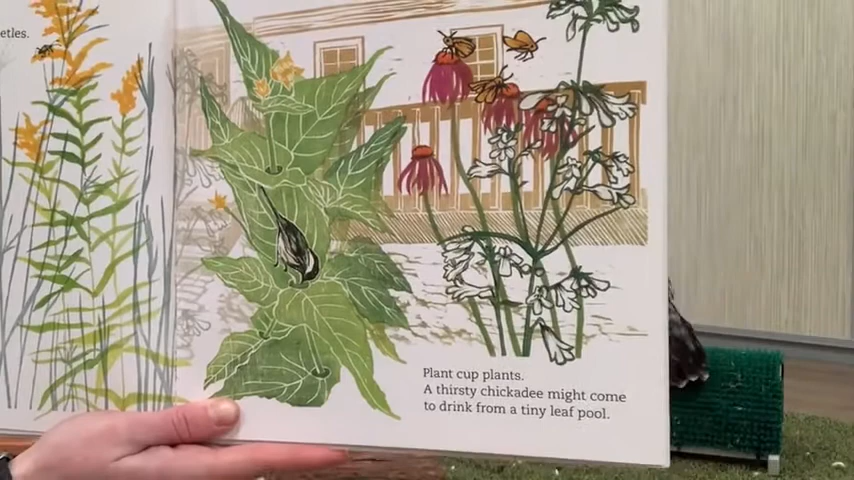 etles.
Plant cup plants.
A thirsty chickadee might come
to drink from a tiny leaf pool.